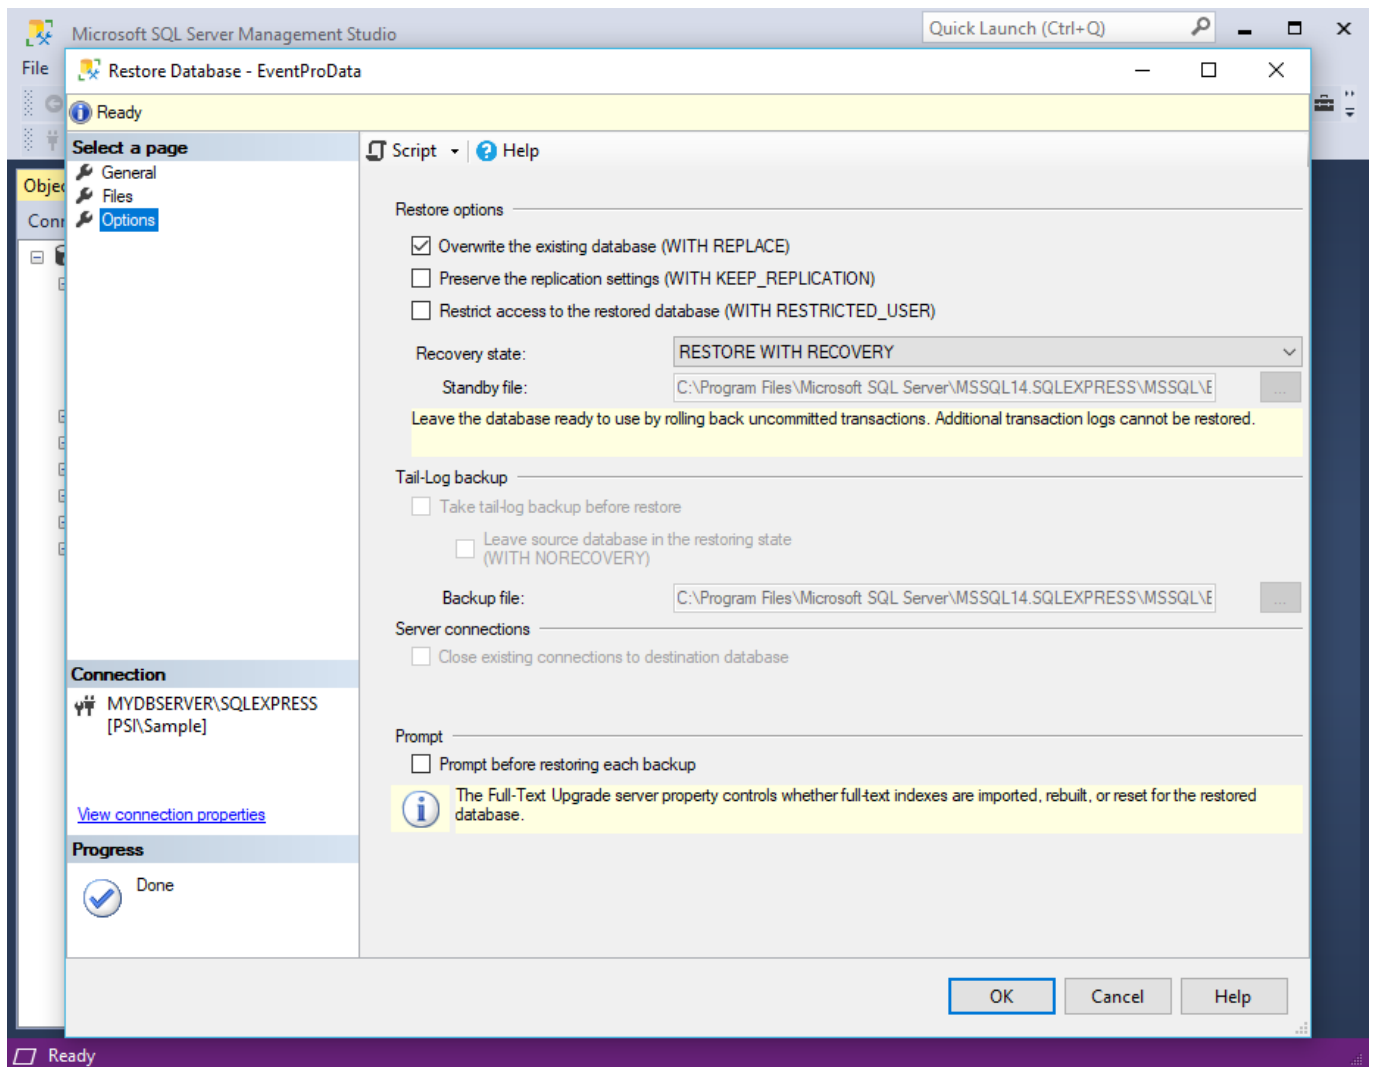 Microsoft SQL Server Management Studio
Quick Launch (Ctrl+Q)
File
Restore Database - EventProData
Ready
Select a page
General
Files
Options
Script
Help
Restore options
Overwrite the existing database (WITH REPLACE)
Preserve the replication settings (WITH KEEP_REPLICATION)
Restrict access to the restored database (WITH RESTRICTED_USER)
Recovery state:
RESTORE WITH RECOVERY
Standby file:
C:\Program Files\Microsoft SQL Server\MSSQL14.SQLEXPRESS\MSSQL\
...
Leave the database ready to use by rolling back uncommitted transactions. Additional transaction logs cannot be restored.
Tail-Log backup
Take tail-log backup before restore
Leave source database in the restoring state
(WITH NORECOVERY)
Backup file:
C:\Program Files\Microsoft SQL Server\MSSQL14.SQLEXPRESS\MSSQL\
...
Server connections
Close existing connections to destination database
Connection
MYDBSERVER\SQLEXPRESS
[PSI\Sample]
View connection properties
Prompt
Prompt before restoring each backup
The Full-Text Upgrade server property controls whether full-text indexes are imported, rebuilt, or reset for the restored
database.
Progress
Done
OK
Cancel
Help
Obje
Con
Ready